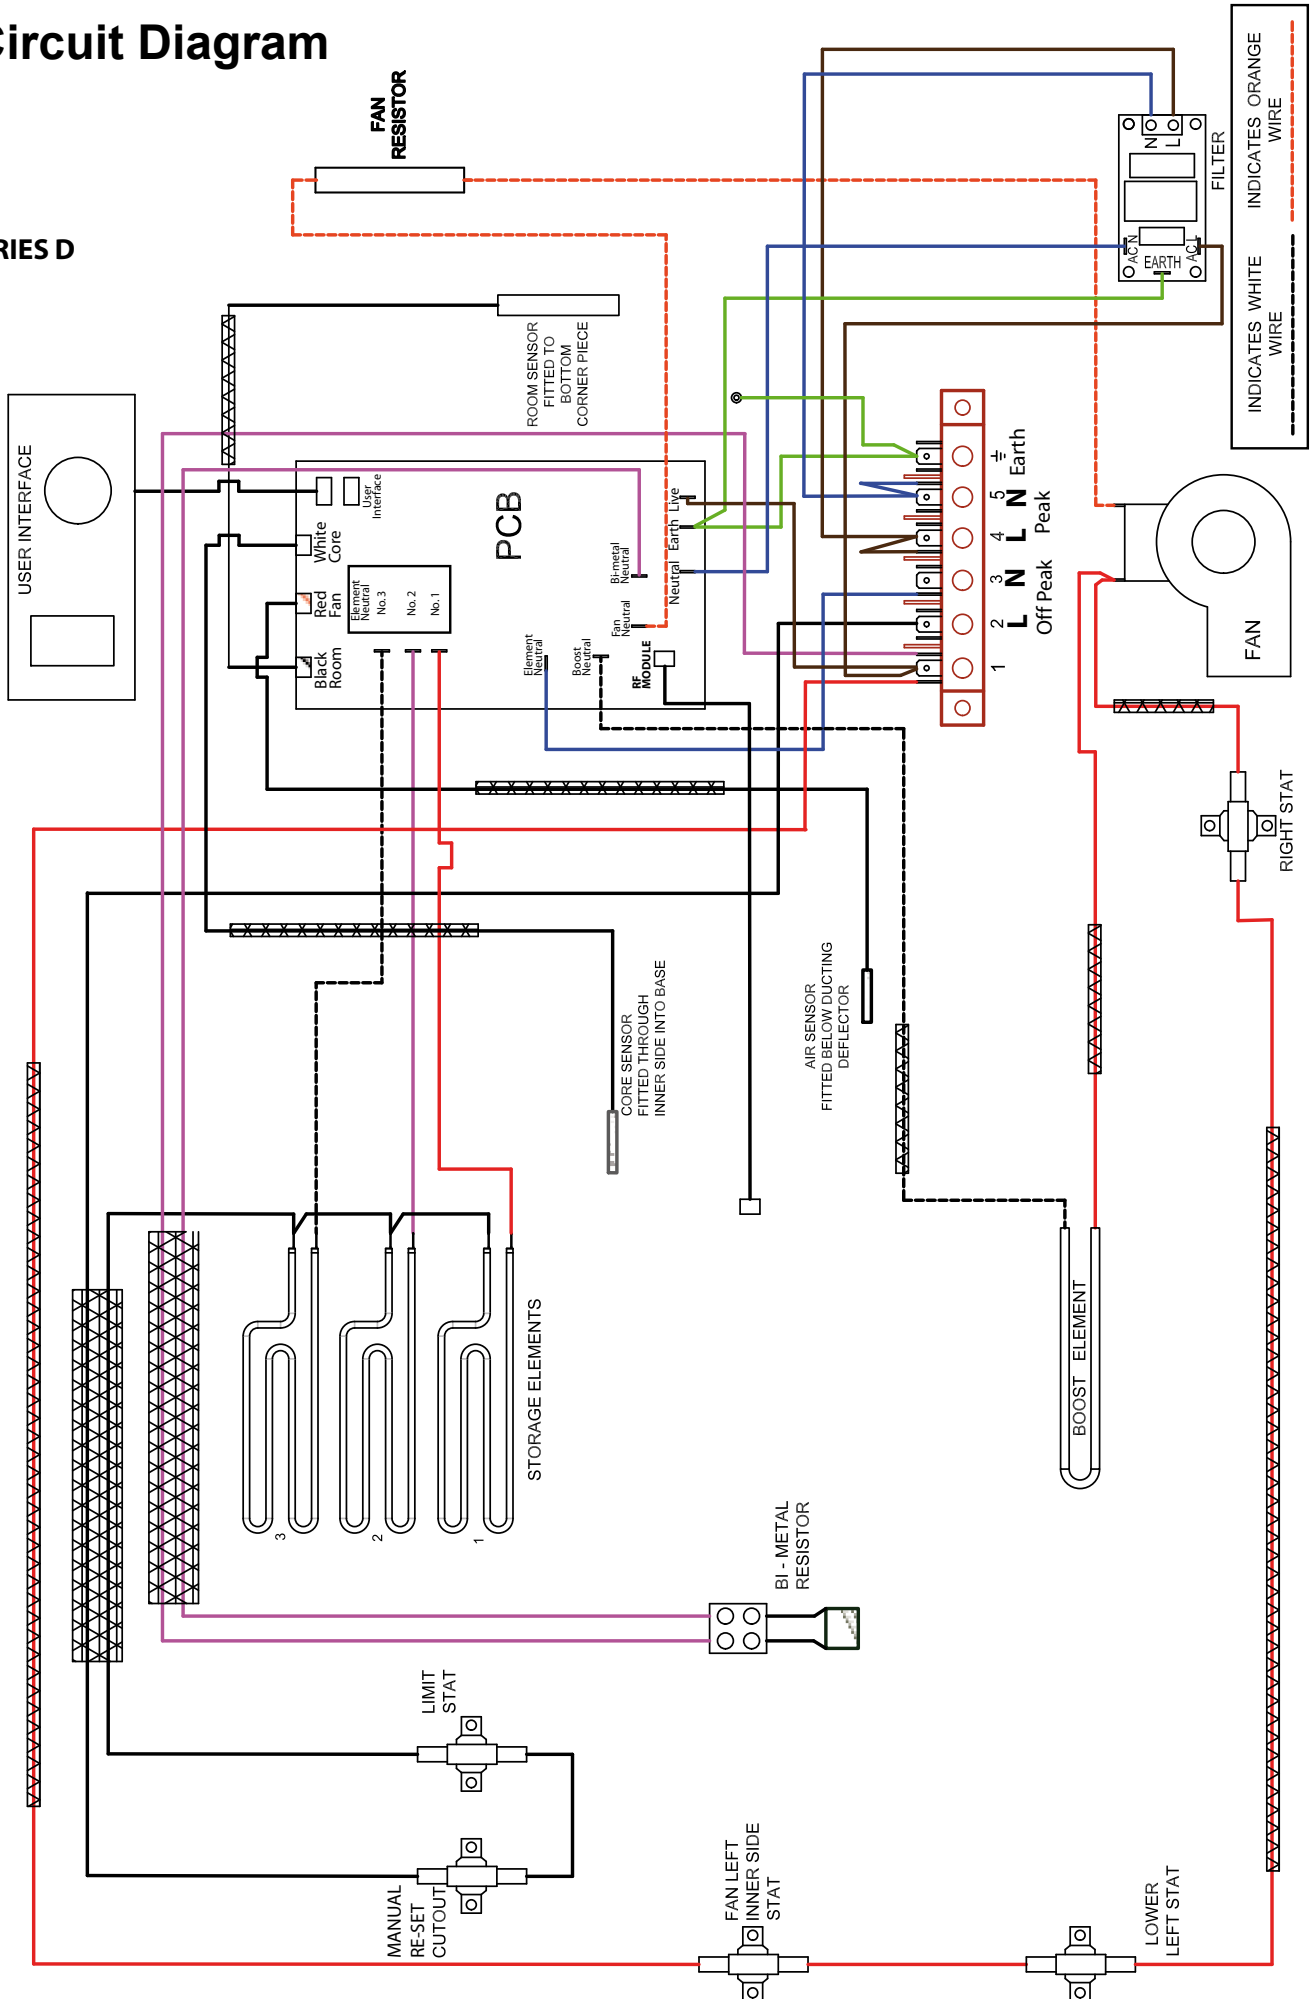 Circuit Diagram
RIES D
FAN
RESISTOR
USER INTERFACE
ROOM SENSOR
FITTED TO
BOTTOM
CORNER PIECE
PCB
User
Interface
White
Core
Red
Fan
Black
Room
Element
Neutral
No.3
No. 2
No. 1
Element
Neutral
Boost
Neutral
Fan
Neutral
Bi-metal
Neutral
RF
MODULE
Neutral
Earth
Live
N
L
AC N
EARTH
AC L
FILTER
INDICATES ORANGE
WIRE
INDICATES WHITE
WIRE
1
2
3
4
5
L
N
L
N
Off Peak
Peak
Earth
FAN
RIGHT STAT
CORE SENSOR
FITTED THROUGH
INNER SIDE INTO BASE
AIR SENSOR
FITTED BELOW DUCTING
DEFLECTOR
STORAGE ELEMENTS
3
2
1
BOOST ELEMENT
BI - METAL
RESISTOR
LIMIT
STAT
MANUAL
RE-SET
CUTOUT
FAN LEFT
INNER SIDE
STAT
LOWER
LEFT STAT